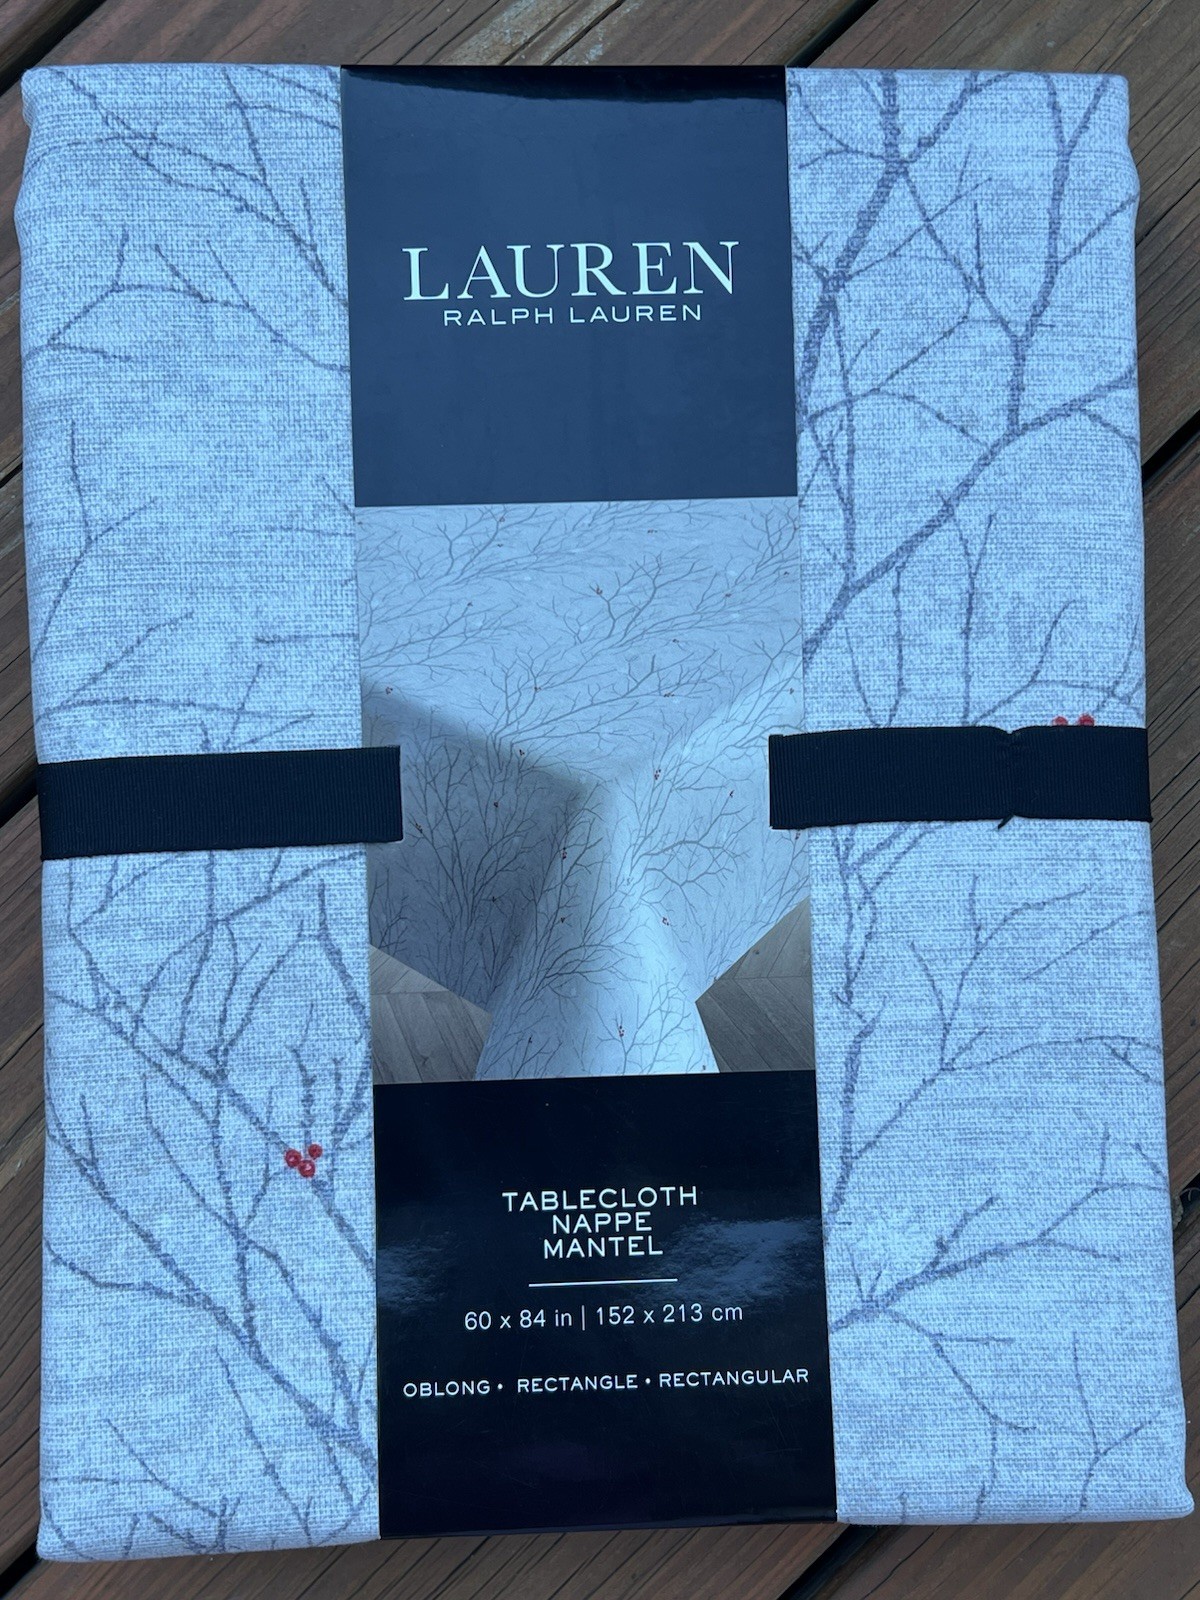 LAUREN
RALPH LAUREN
TABLECLOTH
NAPPE
MANTEL
60 x 84 in | 152 x 213 cm
OBLONG • RECTANGLE • RECTANGULAR